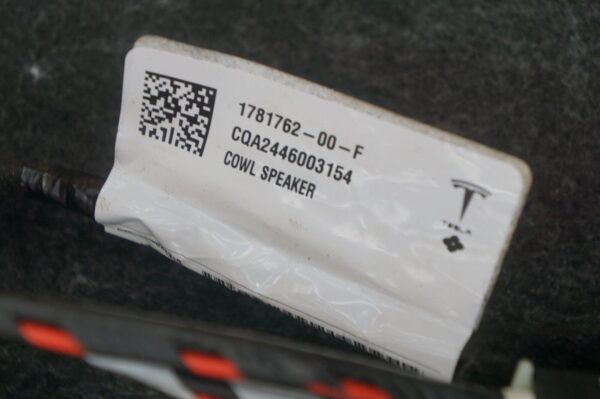 1781762-00-F
CQA2446003154
COWL SPEAKER
TESLA